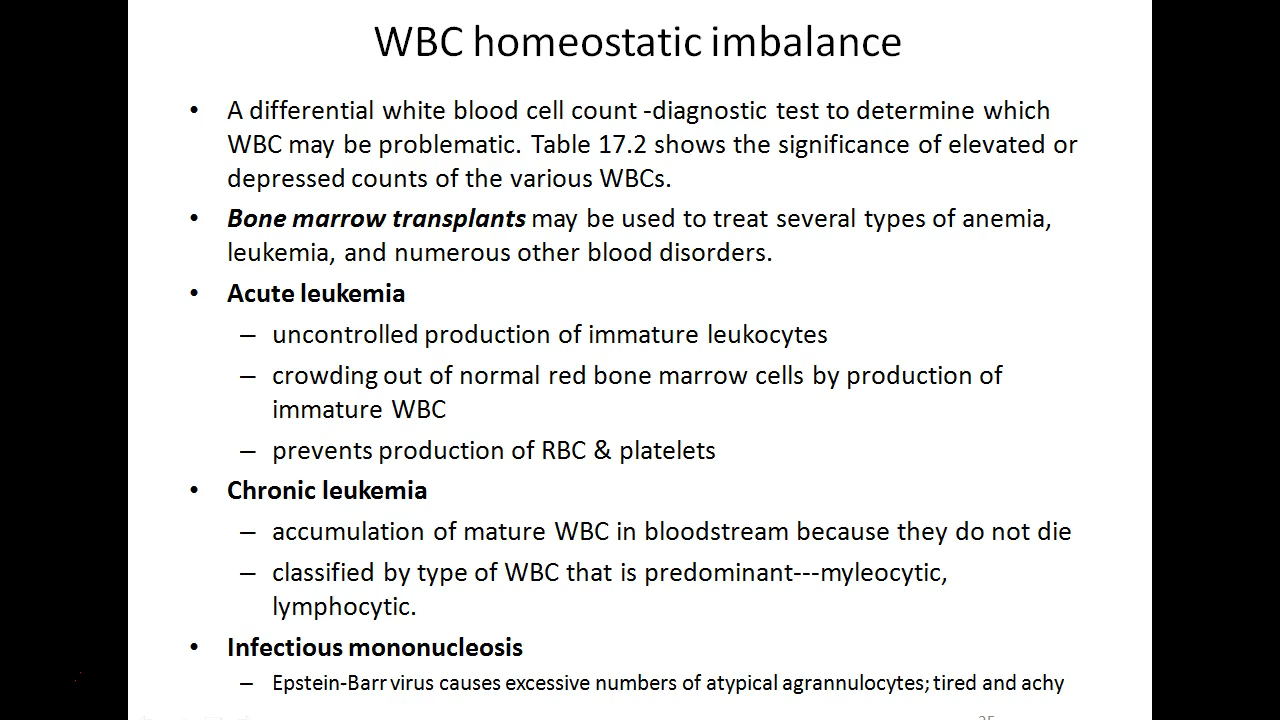 WBC homeostatic imbalance
• A differential white blood cell count -diagnostic test to determine which
WBC may be problematic. Table 17.2 shows the significance of elevated or
depressed counts of the various WBCs.
• Bone marrow transplants may be used to treat several types of anemia,
leukemia, and numerous other blood disorders.
• Acute leukemia
– uncontrolled production of immature leukocytes
– crowding out of normal red bone marrow cells by production of
immature WBC
– prevents production of RBC & platelets
• Chronic leukemia
– accumulation of mature WBC in bloodstream because they do not die
– classified by type of WBC that is predominant---myleocytic,
lymphocytic.
• Infectious mononucleosis
– Epstein-Barr virus causes excessive numbers of atypical agrannulocytes; tired and achy